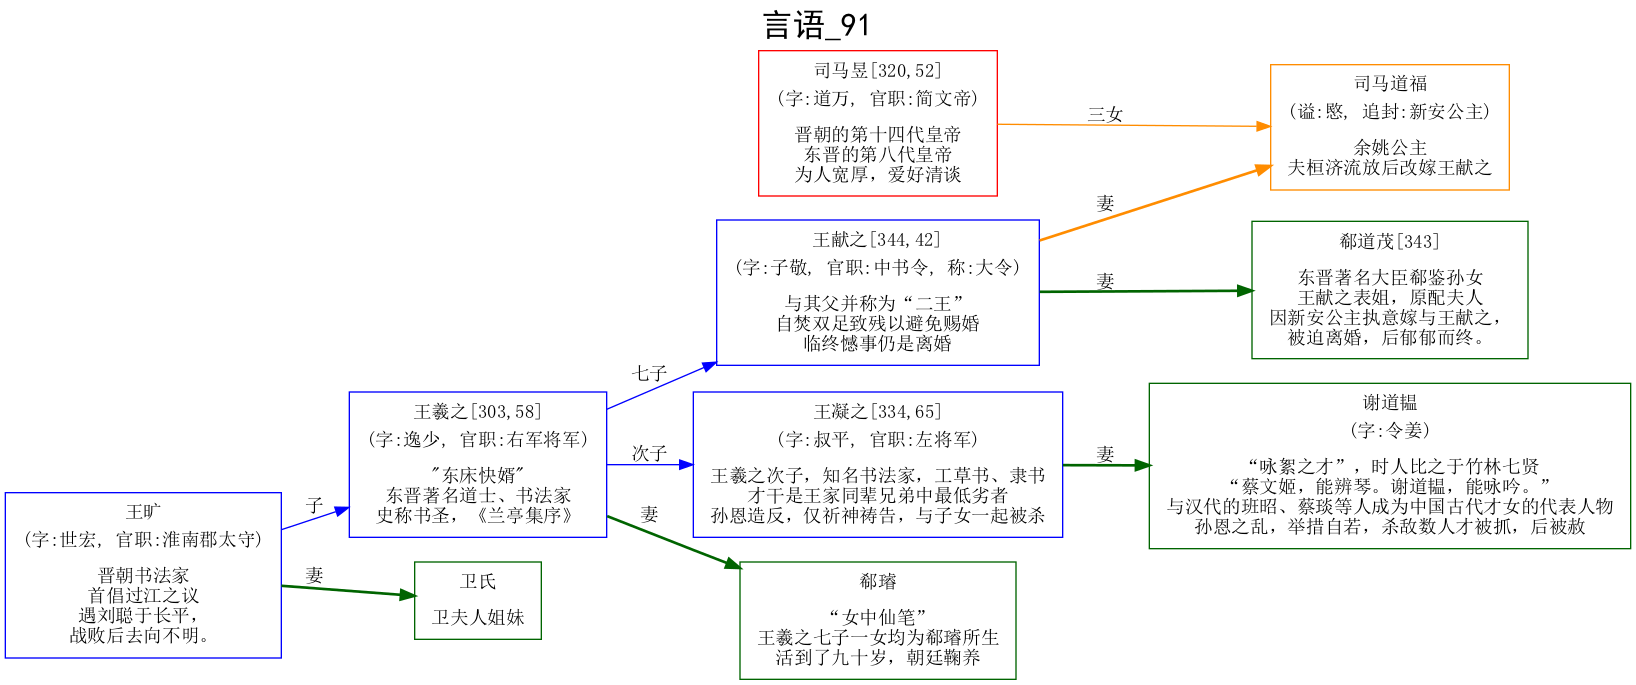 言语_91
司马昱[320,52]
(字:道万, 官职:简文帝)
晋朝的第十四代皇帝
东晋的第八代皇帝
为人宽厚，爱好清谈
三女
司马道福
(谥:愍, 追封:新安公主)
余姚公主
夫桓济流放后改嫁王献之
妻
王献之[344,42]
(字:子敬, 官职:中书令, 称:大令)
与其父并称为“二王”
自焚双足致残以避免赐婚
临终憾事仍是离婚
妻
郗道茂[343]
东晋著名大臣郗鉴孙女
王献之表姐，原配夫人
因新安公主执意嫁与王献之，
被迫离婚，后郁郁而终。
七子
王羲之[303,58]
(字:逸少, 官职:右军将军)
"东床快婿"
东晋著名道士、书法家
史称书圣，《兰亭集序》
次子
王凝之[334,65]
(字:叔平, 官职:左将军)
王羲之次子，知名书法家，工草书、隶书
才干是王家同辈兄弟中最低劣者
孙恩造反，仅祈神祷告，与子女一起被杀
妻
谢道韫
(字:令姜)
“咏絮之才”，时人比之于竹林七贤
“蔡文姬，能辨琴。谢道韫，能咏吟。”
与汉代的班昭、蔡琰等人成为中国古代才女的代表人物
孙恩之乱，举措自若，杀敌数人才被抓，后被赦
子
王旷
(字:世宏, 官职:淮南郡太守)
晋朝书法家
首倡过江之议
遇刘聪于长平，
战败后去向不明。
妻
卫氏
卫夫人姐妹
妻
郗璿
“女中仙笔”
王羲之七子一女均为郗璿所生
活到了九十岁，朝廷鞠养